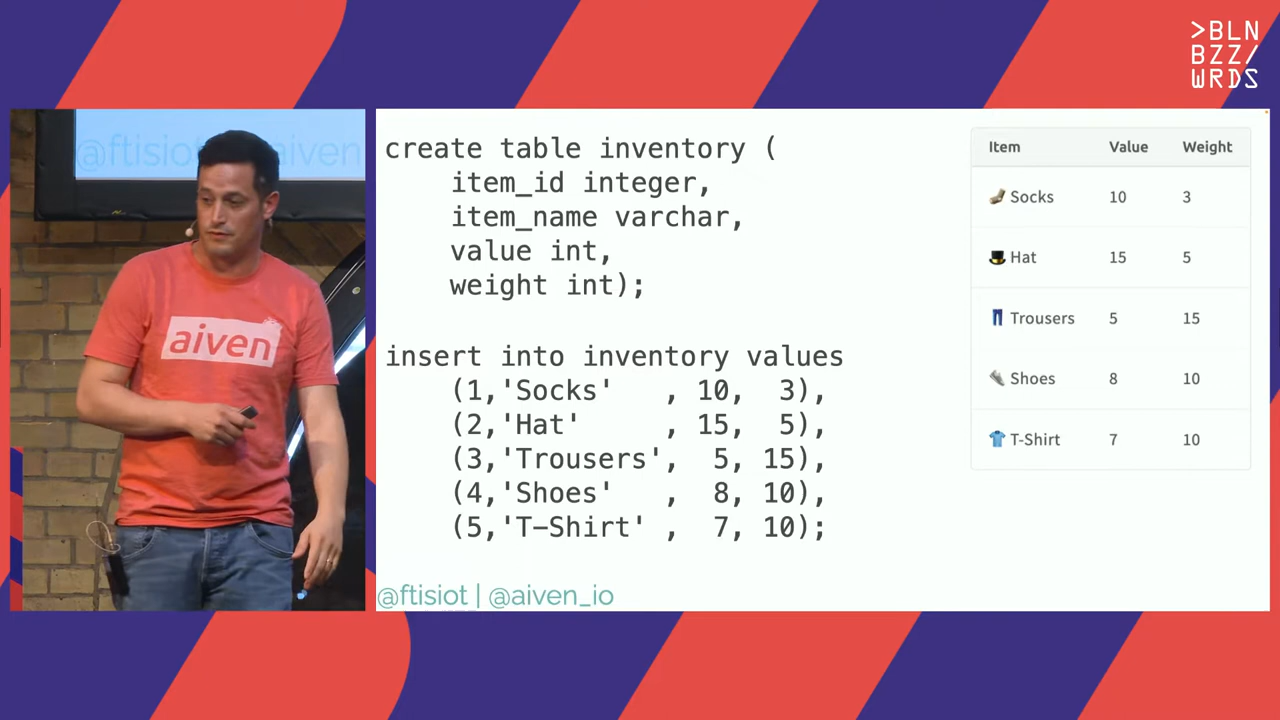 >BLN
BZZ/
WRDS
@ftisiot aiven
aiven
create table inventory (
item_id integer,
item_name varchar,
value int,
weight int);
insert into inventory values
(1,'Socks' , 10, 3),
(2,'Hat' , 15, 5),
(3,'Trousers', 5, 15),
(4,'Shoes' , 8, 10),
(5,'T-Shirt' , 7, 10);
@ftisiot | @aiven_io
Item Value Weight
Socks 10 3
Hat 15 5
Trousers 5 15
Shoes 8 10
T-Shirt 7 10